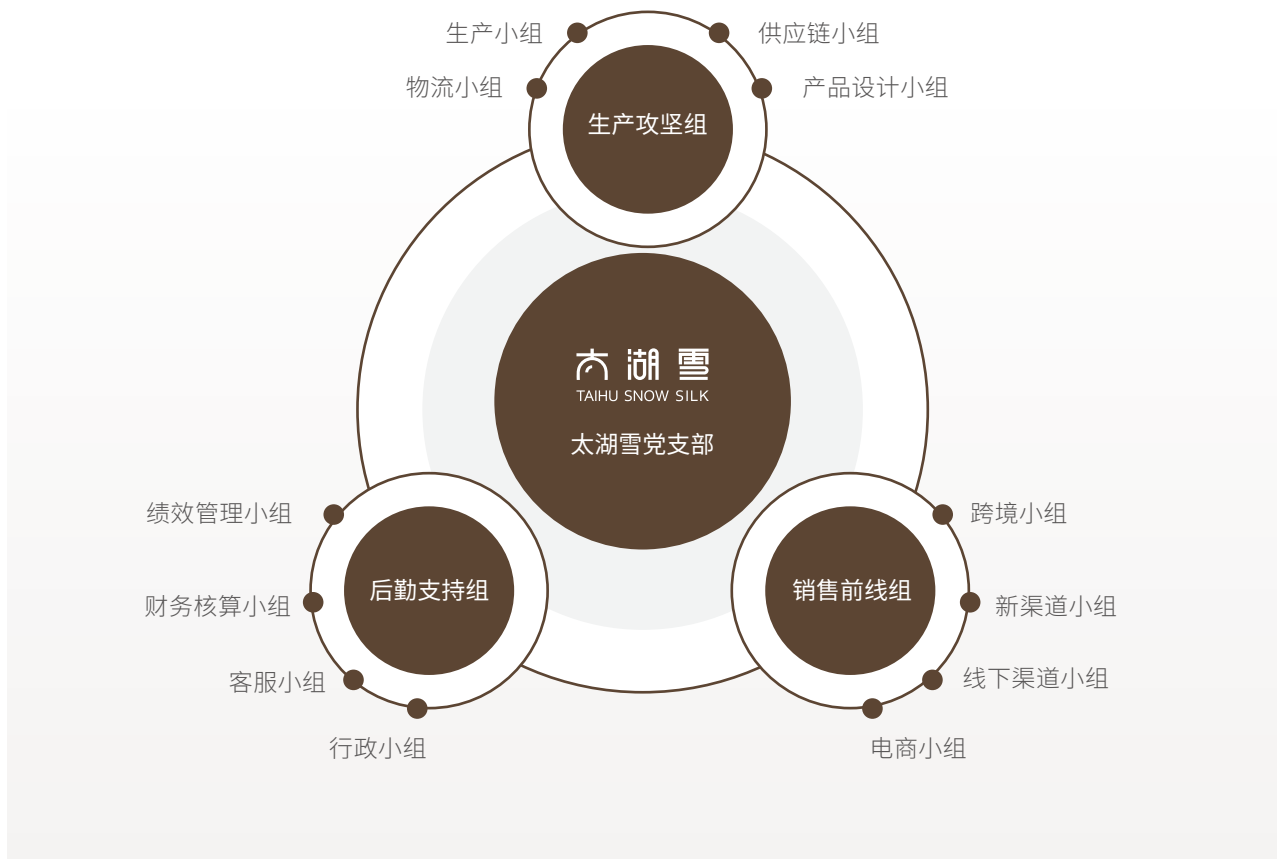 生产小组
供应链小组
物流小组
产品设计小组
生产攻坚组
太湖雪
TAIHU SNOW SILK
太湖雪党支部
绩效管理小组
财务核算小组
客服小组
行政小组
后勤支持组
销售前线组
跨境小组
新渠道小组
线下渠道小组
电商小组